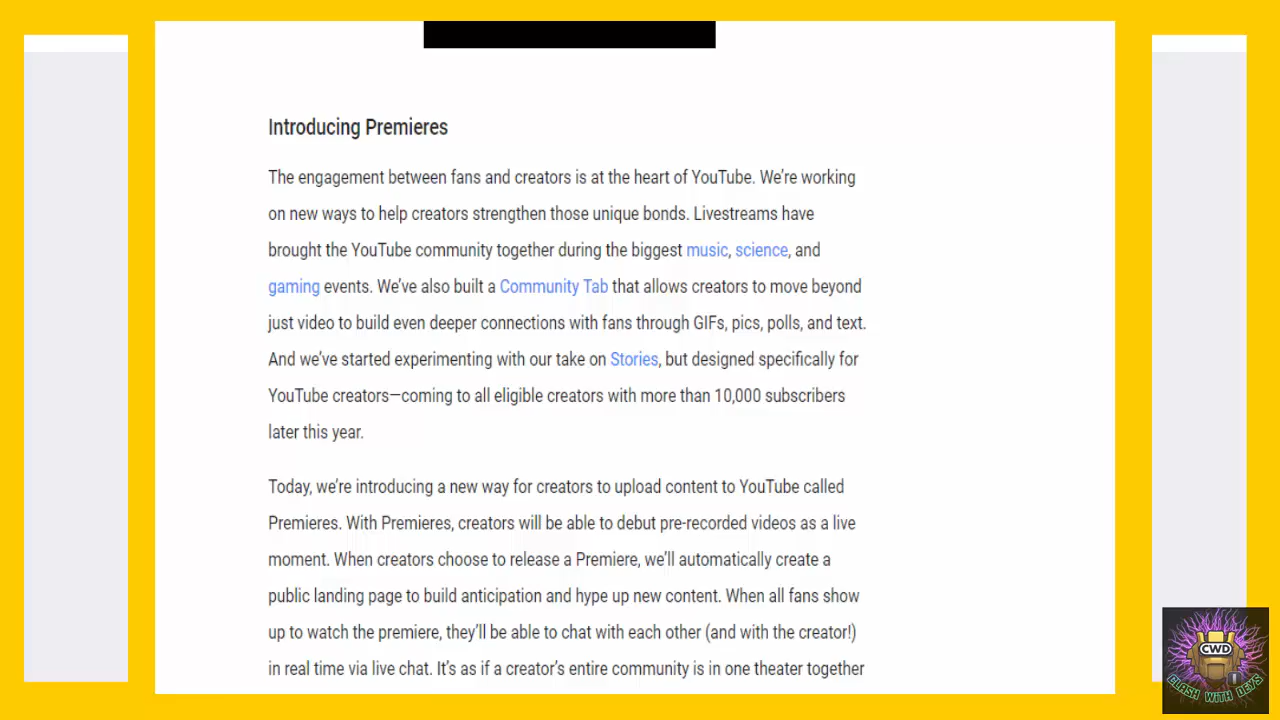 Introducing Premieres
The engagement between fans and creators is at the heart of YouTube. We’re working
on new ways to help creators strengthen those unique bonds. Livestreams have
brought the YouTube community together during the biggest music, science, and
gaming events. We’ve also built a Community Tab that allows creators to move beyond
just video to build even deeper connections with fans through GIFs, pics, polls, and text.
And we’ve started experimenting with our take on Stories, but designed specifically for
YouTube creators—coming to all eligible creators with more than 10,000 subscribers
later this year.
Today, we’re introducing a new way for creators to upload content to YouTube called
Premieres. With Premieres, creators will be able to debut pre-recorded videos as a live
moment. When creators choose to release a Premiere, we’ll automatically create a
public landing page to build anticipation and hype up new content. When all fans show
up to watch the premiere, they’ll be able to chat with each other (and with the creator!)
in real time via live chat. It’s as if a creator’s entire community is in one theater together
CWD
CLASH WITH DEYS